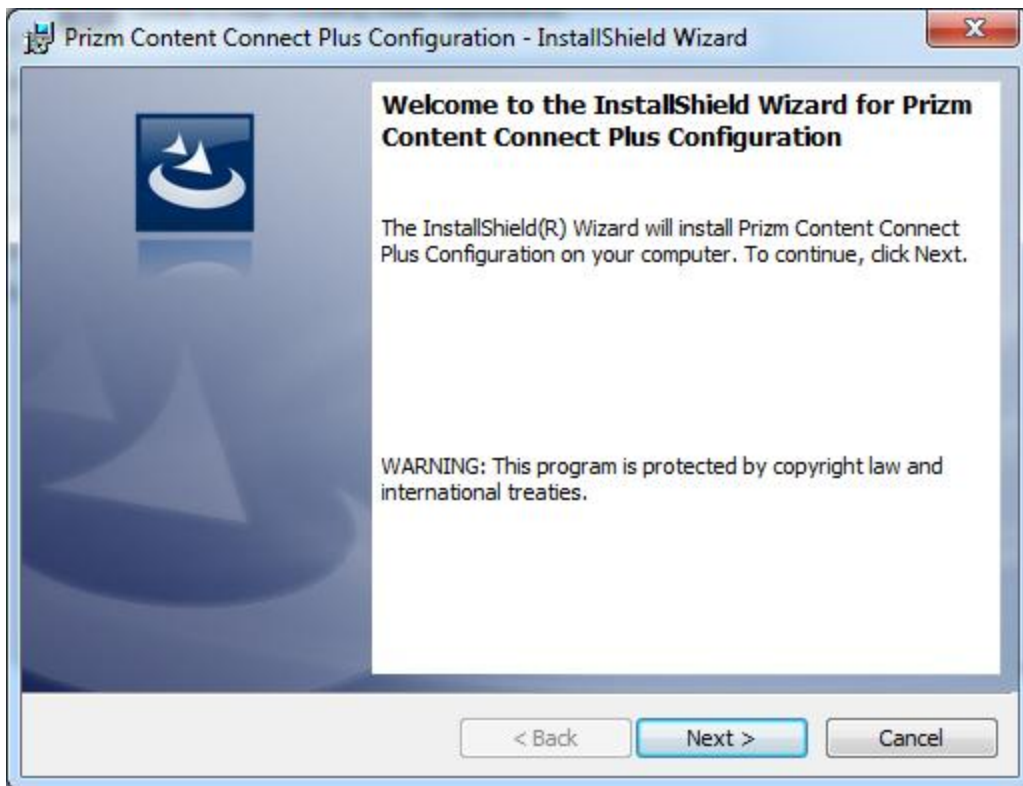 Prizm Content Connect Plus Configuration - InstallShield Wizard
Welcome to the InstallShield Wizard for Prizm
Content Connect Plus Configuration
The InstallShield(R) Wizard will install Prizm Content Connect
Plus Configuration on your computer. To continue, click Next.
WARNING: This program is protected by copyright law and
international treaties.
< Back Next > Cancel